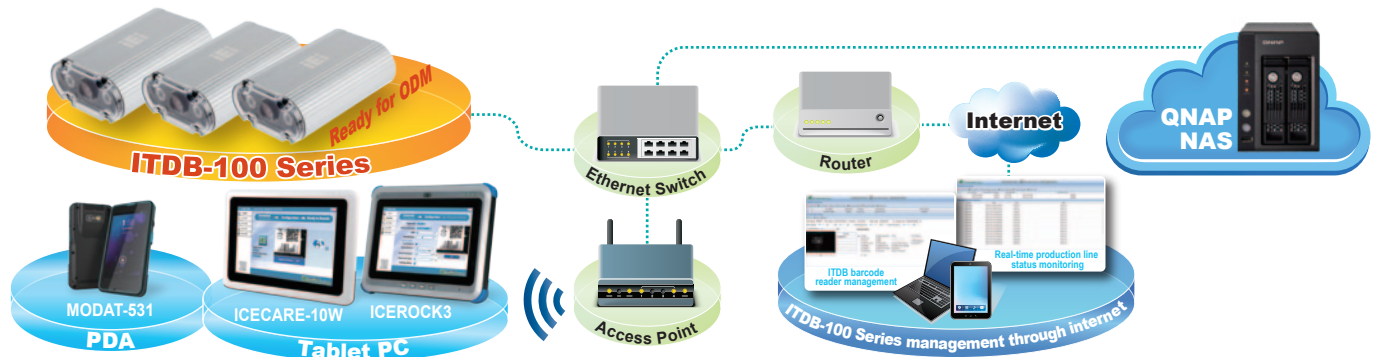 Ready for ODM
ITDB-100 Series
Ethernet Switch
Router
Internet
QNAP
QNAP
NAS
MODAT-531
PDA
ICECARE-10W
ICEROCK3
Tablet PC
Access Point
ITDB barcode
reader management
Real-time production line
status monitoring
ITDB-100 Series management through internet